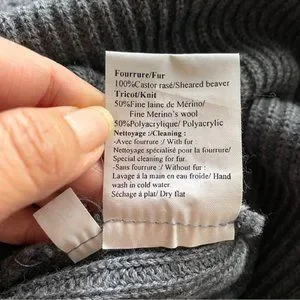 Fourrure/Fur
100%Castor rasé/Sheared beaver
Tricot/Knit
50%Fine laine de Mérino/
Fine Merino's wool
50%Polyacrylique/ Polyacrylic
Nettoyage :/Cleaning :
-Avec fourrure :/ With fur
Nettoyage spécialisé pour la fourrure/
Special cleaning for fur.
-Sans fourrure :/ Without fur:
Lavage à la main en eau froide/ Hand
wash in cold water.
Séchage à plat/ Dry flat